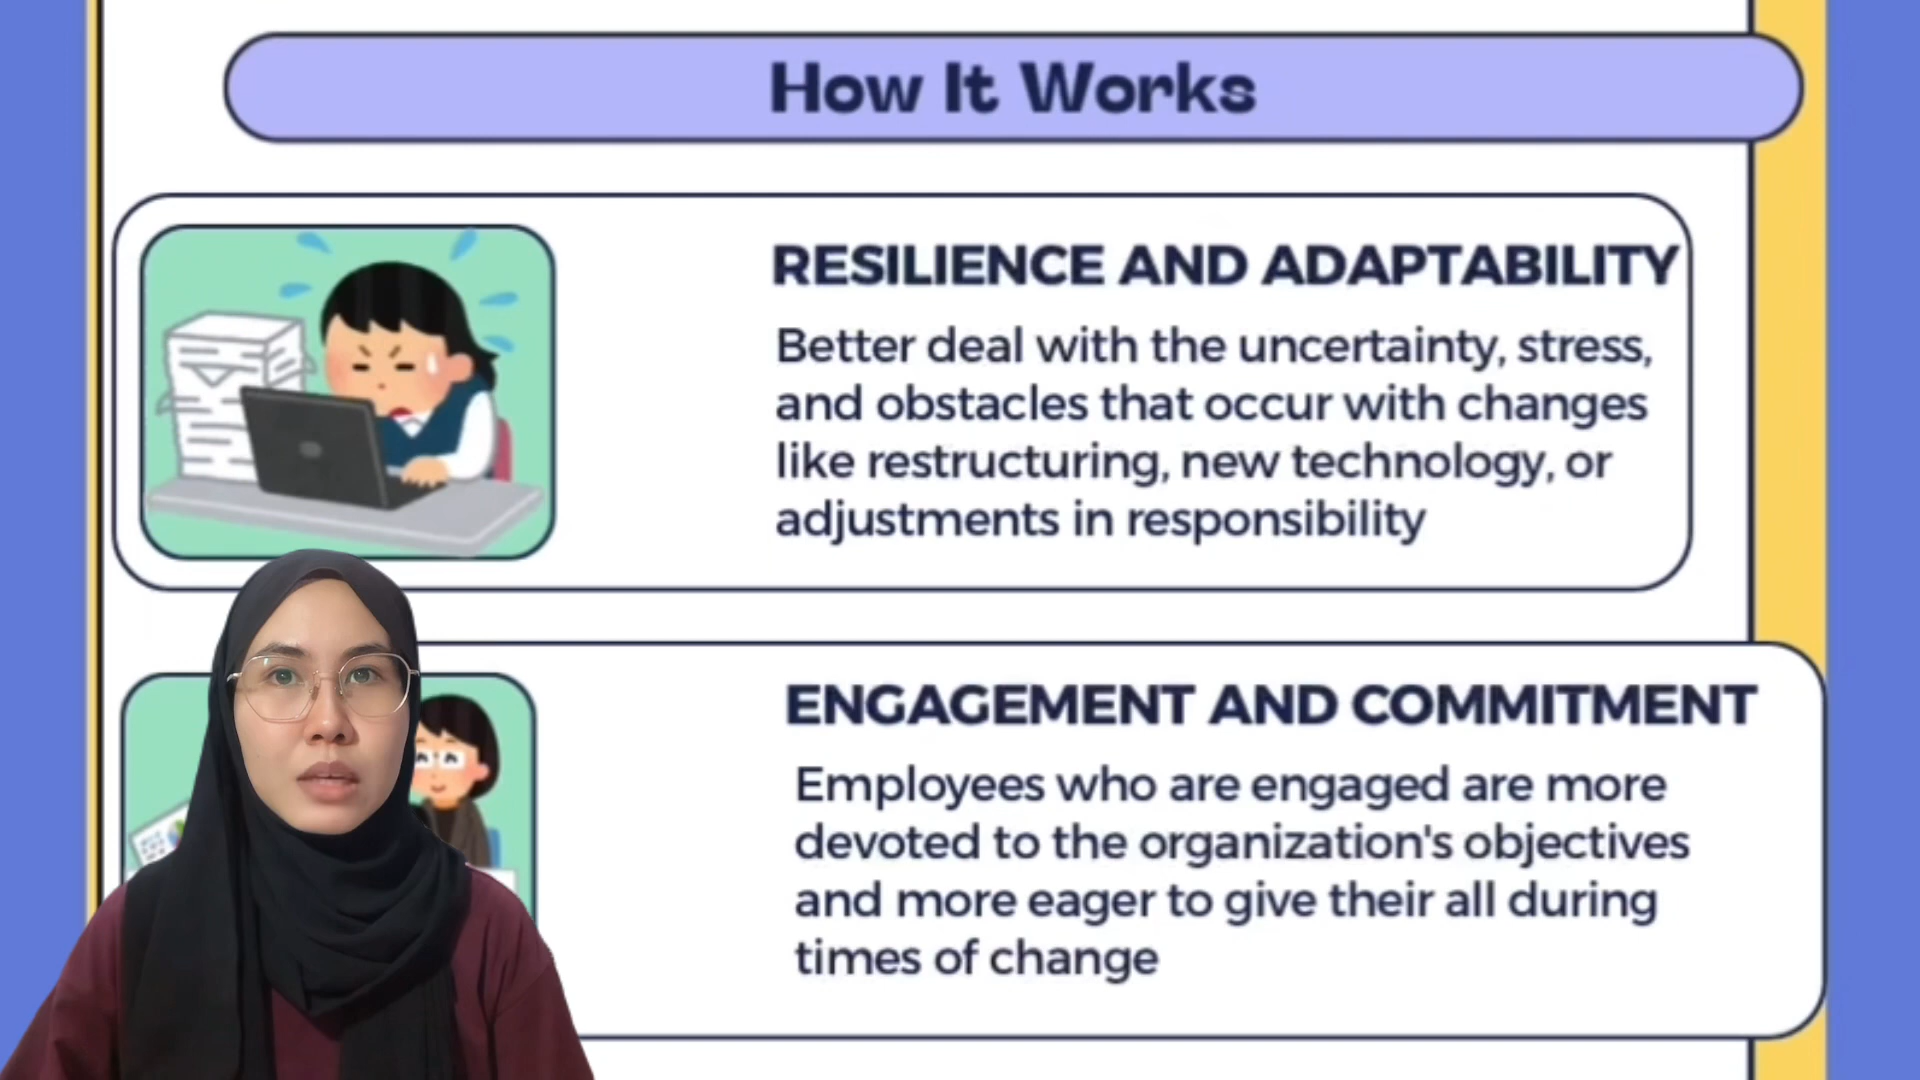 How It Works
RESILIENCE AND ADAPTABILITY
Better deal with the uncertainty, stress,
and obstacles that occur with changes
like restructuring, new technology, or
adjustments in responsibility
ENGAGEMENT AND COMMITMENT
Employees who are engaged are more
devoted to the organization's objectives
and more eager to give their all during
times of change